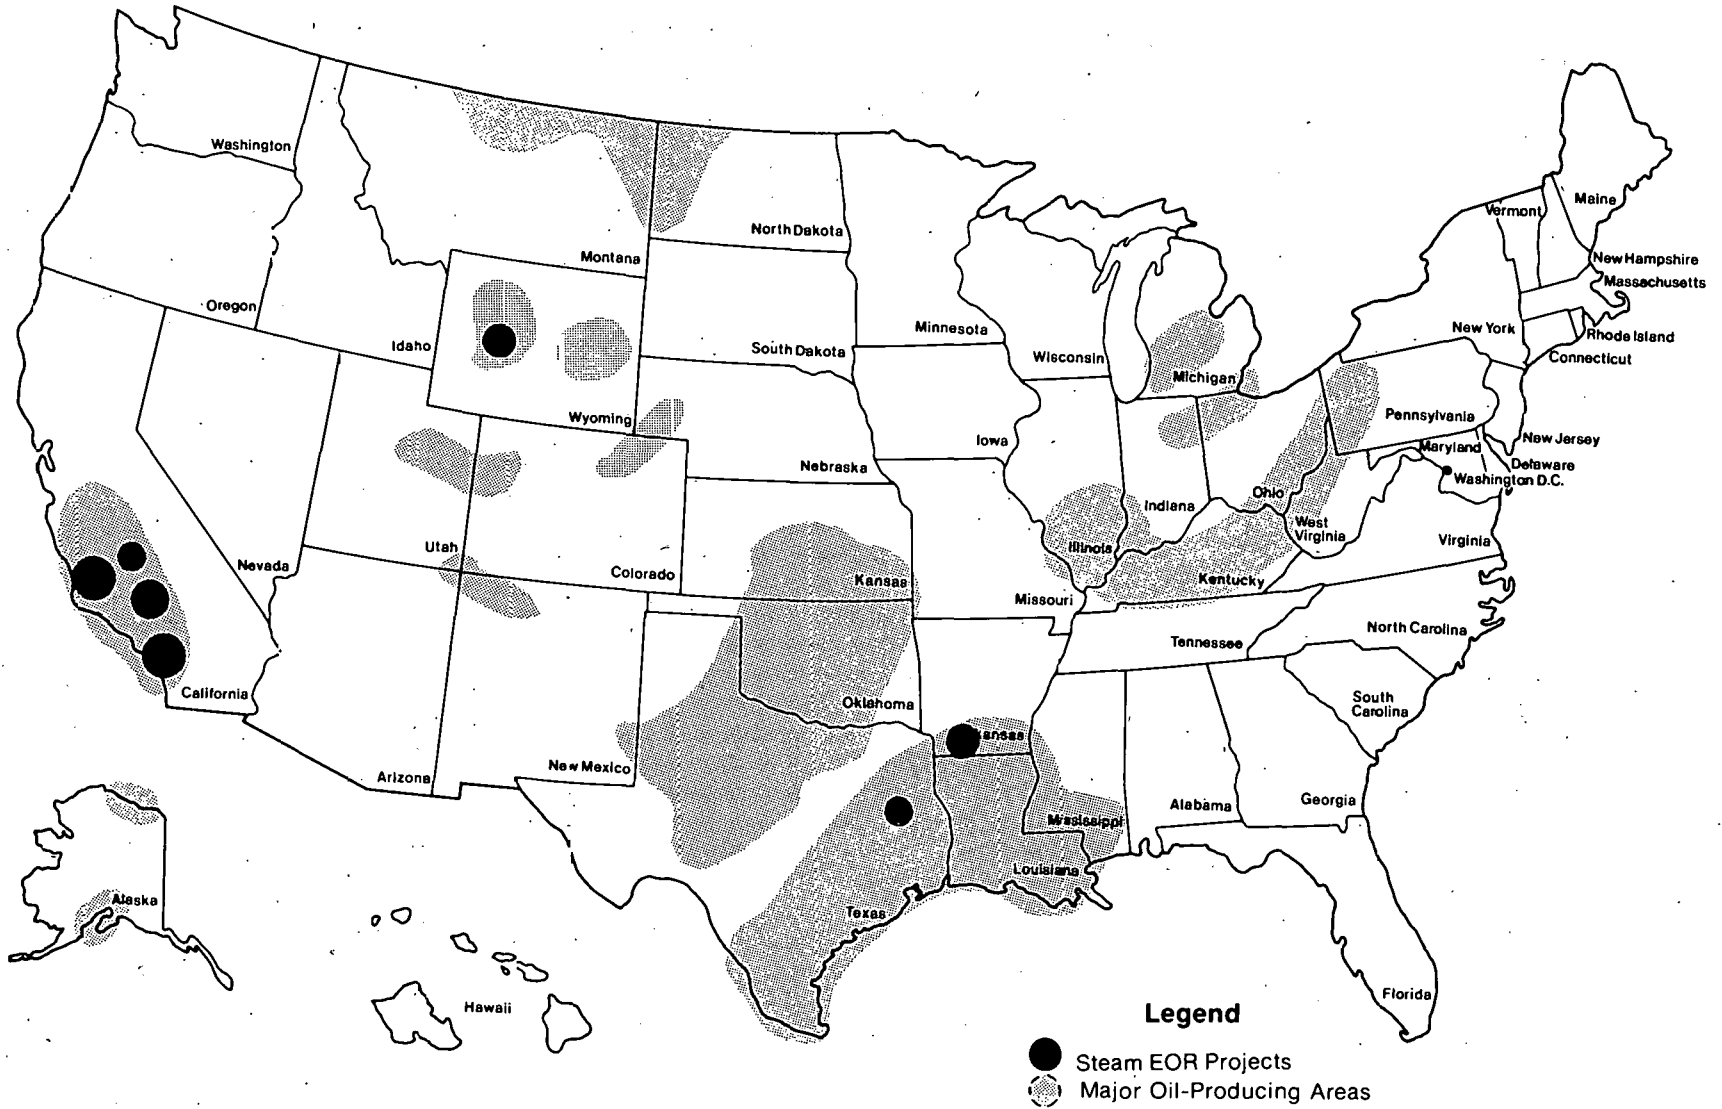 Washington
Maine
Vermont
North Dakota
Montana
New Hampshire
Massachusetts
Oregon
Minnesota
New York
Rhode Island
Idaho
South Dakota
Wisconsin
Connecticut
Michigan
Wyoming
Pennsylvania
Iowa
New Jersey
Maryland
Nebraska
Delaware
Washington D.C.
Ohio
Indiana
West
Virginia
Utah
Illinois
Virginia
Nevada
Colorado
Kansas
Kentucky
Missouri
North Carolina
Tennessee
California
Oklahoma
South
Carolina
ansas
New Mexico
Arizona
Georgia
Alabama
Mississippi
Louisiana
Alaska
Texas
Florida
Hawaii
Legend
Steam EOR Projects
Major Oil-Producing Areas